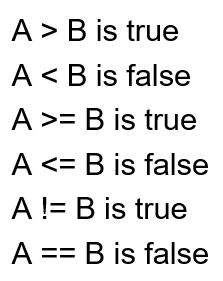 A > B is true
A < B is false
A >= B is true
A <= B is false
A != B is true
A == B is false